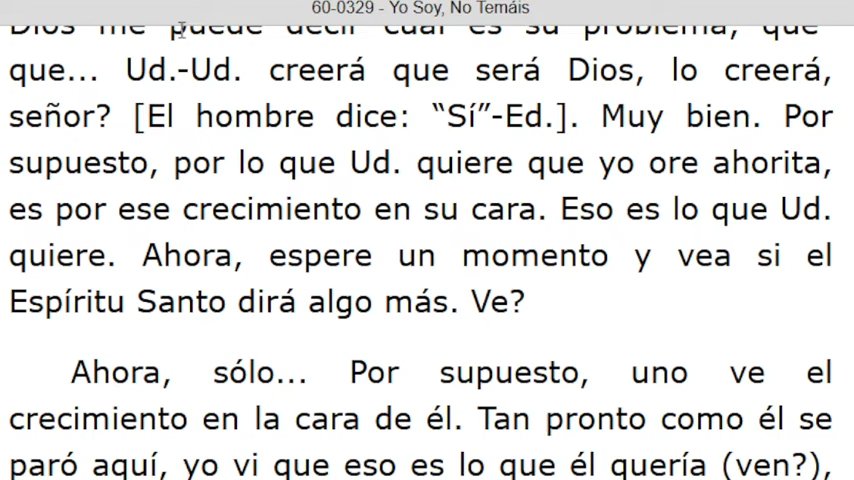 60-0329 - Yo Soy, No Temáis
Dios me puede decir cuál es su problema, que
que... Ud.-Ud. creerá que será Dios, lo creerá,
señor? [El hombre dice: “Sí”-Ed.]. Muy bien. Por
supuesto, por lo que Ud. quiere que yo ore ahorita,
es por ese crecimiento en su cara. Eso es lo que Ud.
quiere. Ahora, espere un momento y vea si el
Espíritu Santo dirá algo más. Ve?
Ahora, sólo... Por supuesto, uno ve el
crecimiento en la cara de él. Tan pronto como él se
paró aquí, yo vi que eso es lo que él quería (ven?),